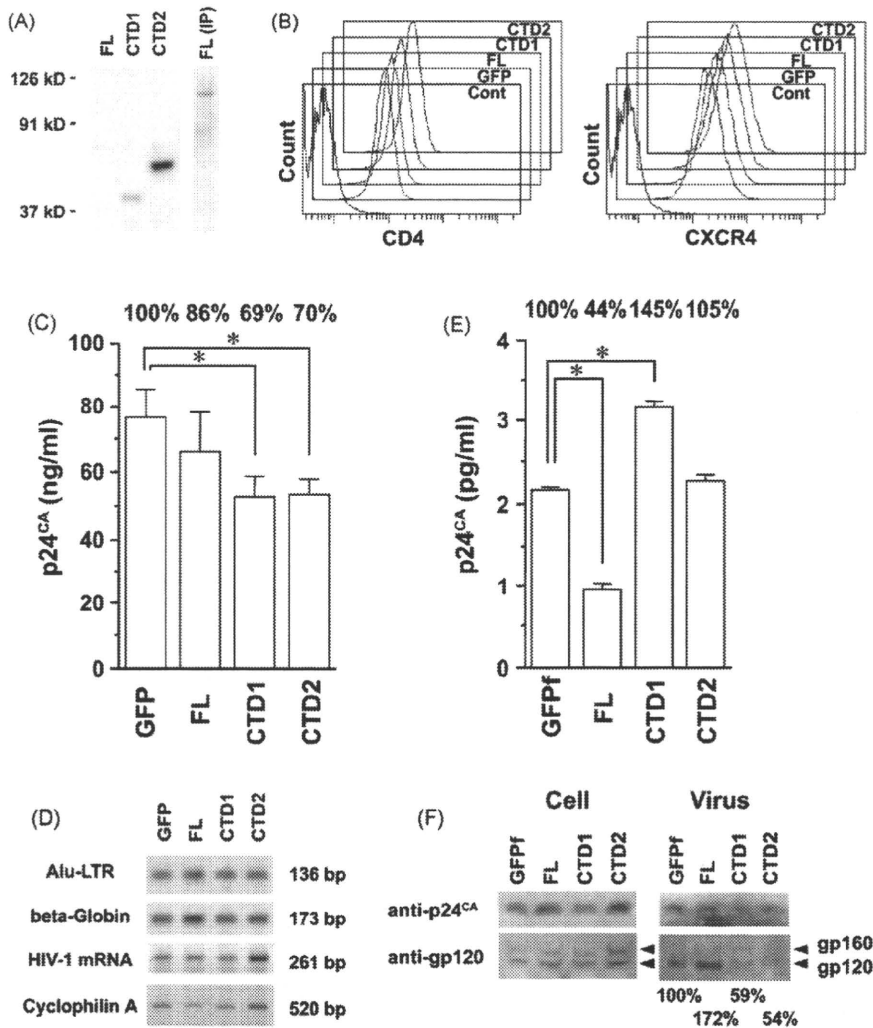 (A)
FL
CTD1
CTD2
FL (IP)
126 kD -
91 kD -
37 kD -
(B)
CTD2
CTD1
FL
GFP
Cont
Count
CD4
CTD2
CTD1
FL
GFP
Cont
Count
CXCR4
(C)
100% 86% 69% 70%
*
*
100
80
60
40
20
0
p24CA (ng/ml)
GFP
FL
CTD1
CTD2
(E)
100% 44% 145% 105%
*
*
4
3
2
1
0
p24CA (pg/ml)
GFPf
FL
CTD1
CTD2
(D)
GFP
FL
CTD1
CTD2
Alu-LTR 136 bp
beta-Globin 173 bp
HIV-1 mRNA 261 bp
Cyclophilin A 520 bp
(F)
Cell Virus
GFPf
FL
CTD1
CTD2
GFPf
FL
CTD1
CTD2
anti-p24CA
anti-gp120
gp160
gp120
100% 59%
172% 54%